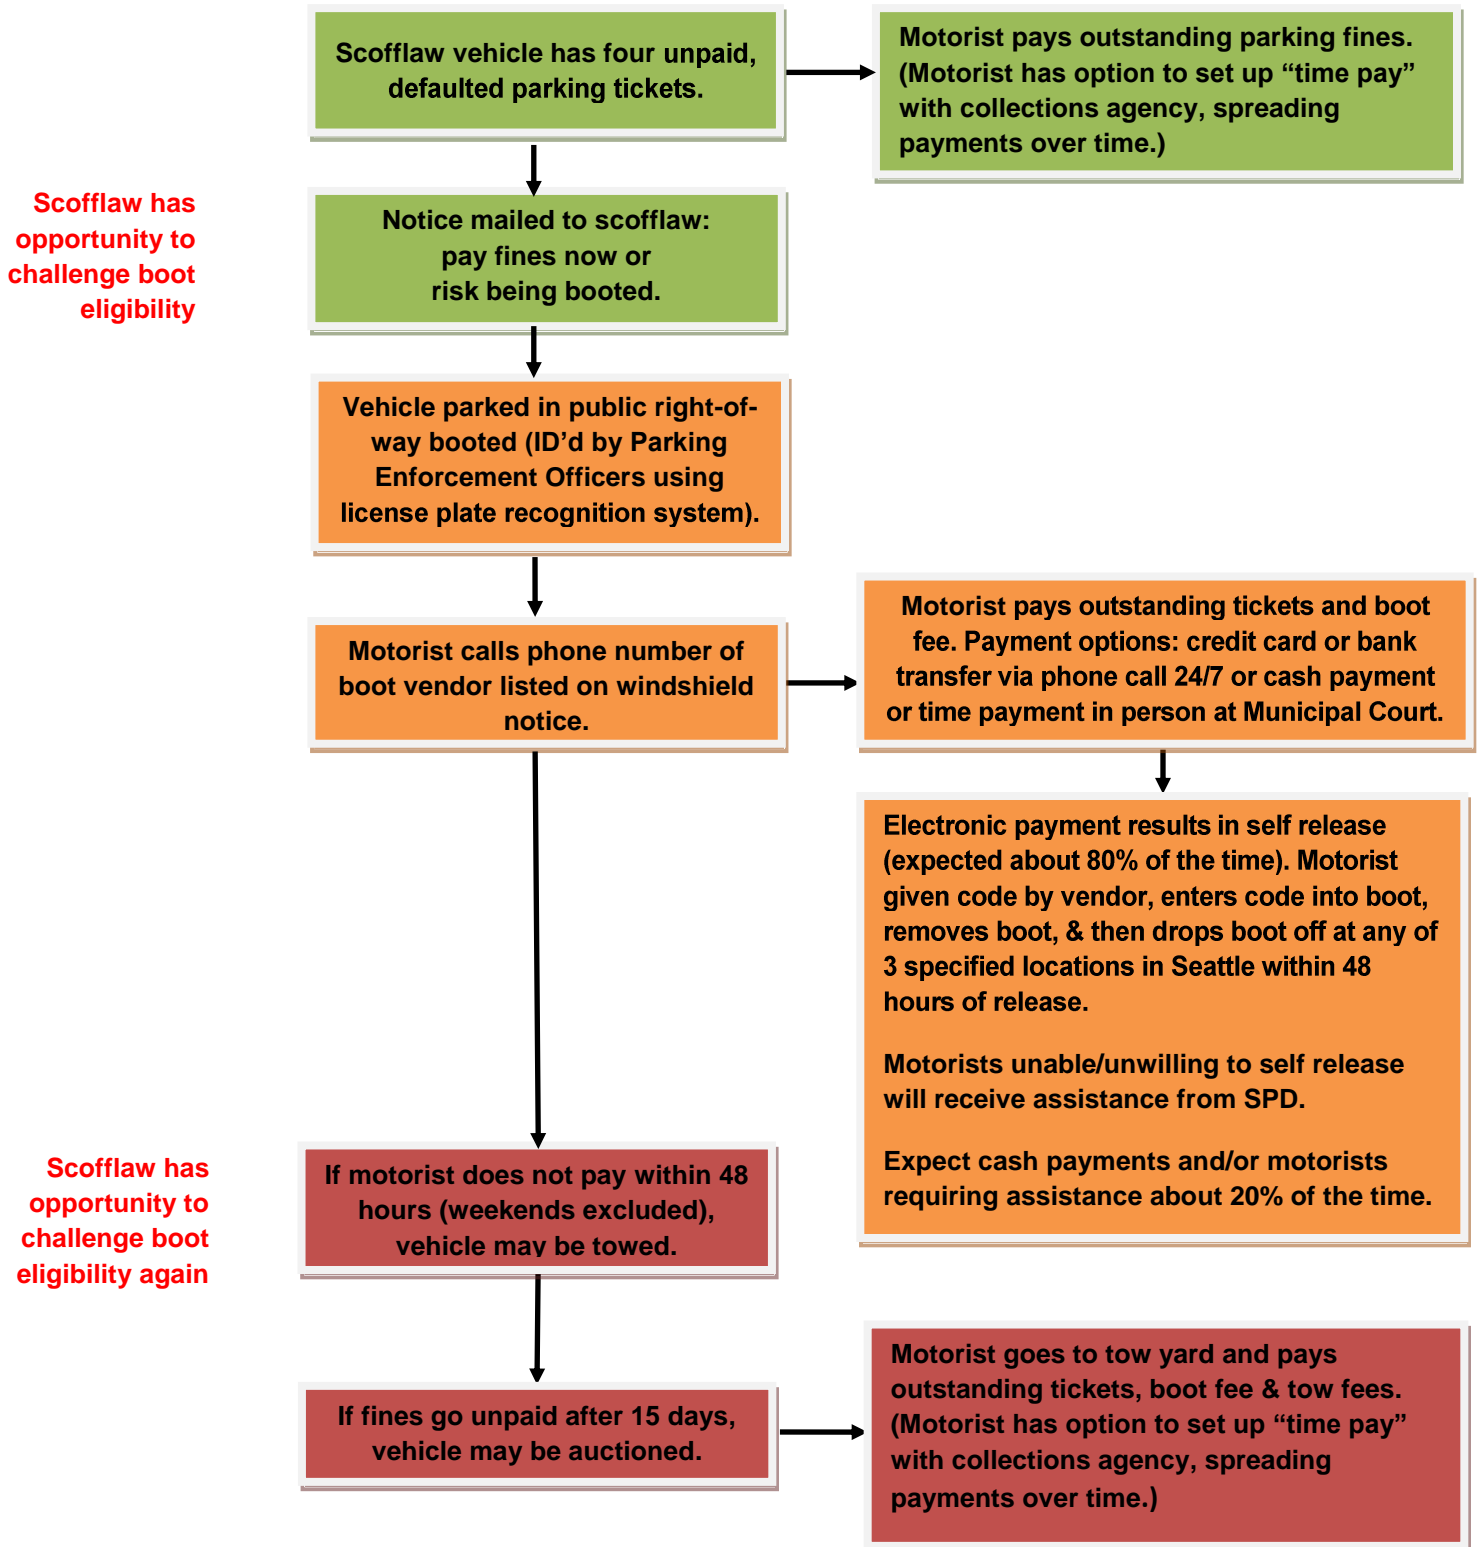 Scofflaw vehicle has four unpaid,
defaulted parking tickets.
Motorist pays outstanding parking fines.
(Motorist has option to set up “time pay”
with collections agency, spreading
payments over time.)
Scofflaw has
opportunity to
challenge boot
eligibility
Notice mailed to scofflaw:
pay fines now or
risk being booted.
Vehicle parked in public right-of-
way booted (ID’d by Parking
Enforcement Officers using
license plate recognition system).
Motorist calls phone number of
boot vendor listed on windshield
notice.
Motorist pays outstanding tickets and boot
fee. Payment options: credit card or bank
transfer via phone call 24/7 or cash payment
or time payment in person at Municipal Court.
Electronic payment results in self release
(expected about 80% of the time). Motorist
given code by vendor, enters code into boot,
removes boot, & then drops boot off at any of
3 specified locations in Seattle within 48
hours of release.
Motorists unable/unwilling to self release
will receive assistance from SPD.
Expect cash payments and/or motorists
requiring assistance about 20% of the time.
Scofflaw has
opportunity to
challenge boot
eligibility again
If motorist does not pay within 48
hours (weekends excluded),
vehicle may be towed.
If fines go unpaid after 15 days,
vehicle may be auctioned.
Motorist goes to tow yard and pays
outstanding tickets, boot fee & tow fees.
(Motorist has option to set up “time pay”
with collections agency, spreading
payments over time.)